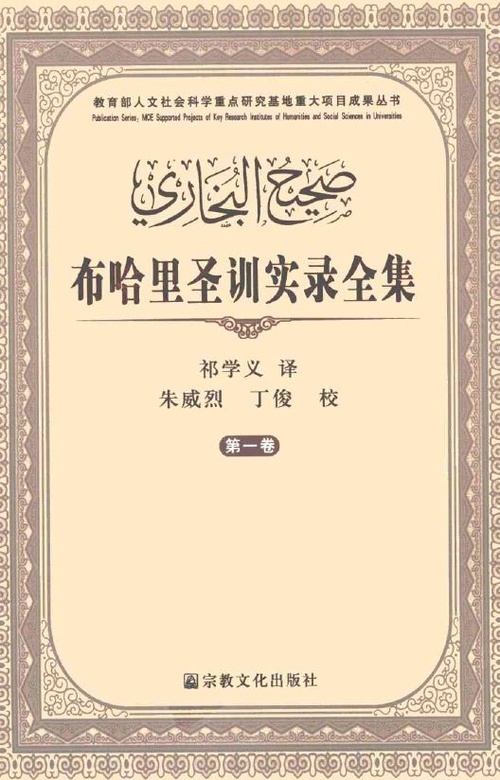 教育部人文社会科学重点研究基地重大项目成果丛书
Publication Series: MOE Supported Projects of Key Research Institutes of Humanities and Social Sciences in Universities
صحيح البخاري
布哈里圣训实录全集
祁学义 译
朱威烈 丁俊 校
第一卷
宗教文化出版社